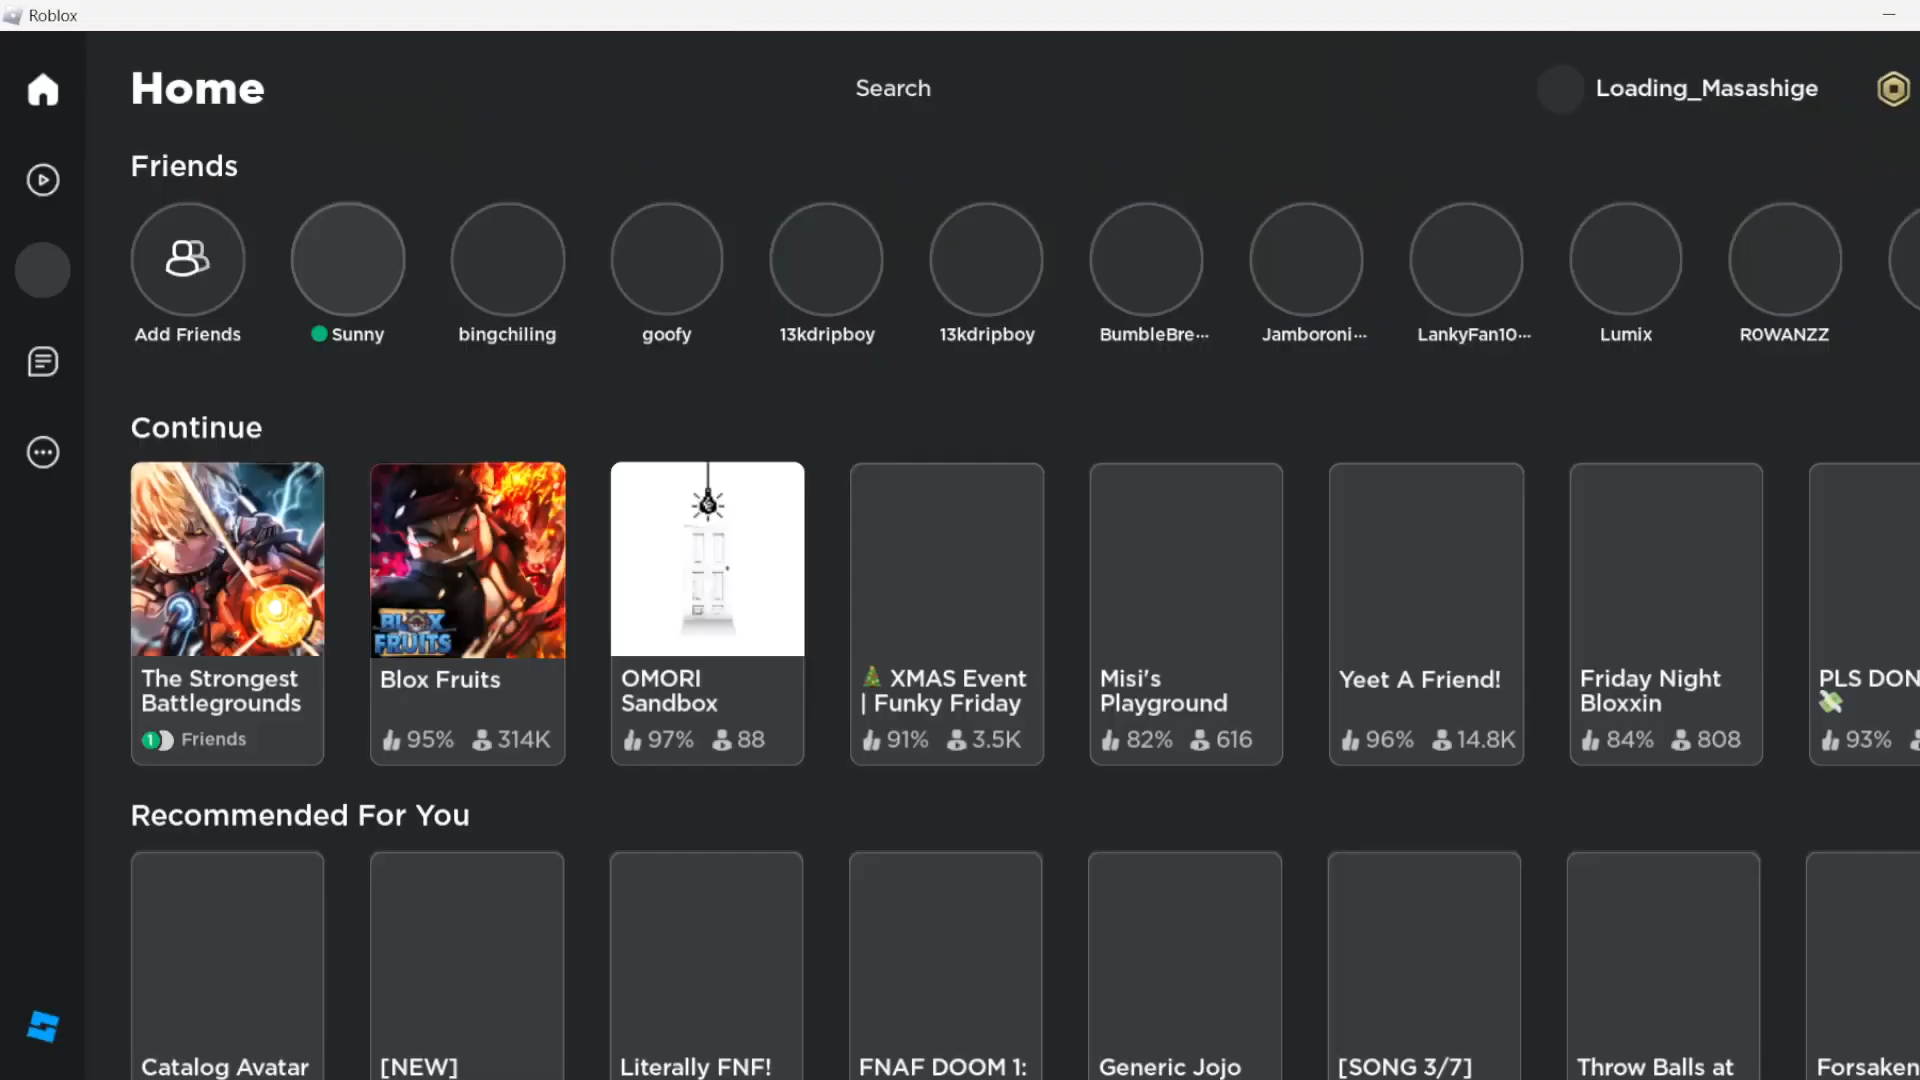 Roblox
Home
Search
Loading_Masashige
Friends
Add Friends
Sunny
bingchiling
goofy
13kdripboy
13kdripboy
BumbleBre...
Jamboroni...
LankyFan10...
Lumix
R0WANZZ
Continue
BLOX
FRUITS
The Strongest
Battlegrounds
1 Friends
Blox Fruits
95% 314K
OMORI
Sandbox
97% 88
🎄 XMAS Event
| Funky Friday
91% 3.5K
Misi's
Playground
82% 616
Yeet A Friend!
96% 14.8K
Friday Night
Bloxxin
84% 808
PLS DON
💸
93%
Recommended For You
Catalog Avatar
[NEW]
Literally FNF!
FNAF DOOM 1:
Generic Jojo
[SONG 3/7]
Throw Balls at
Forsaken